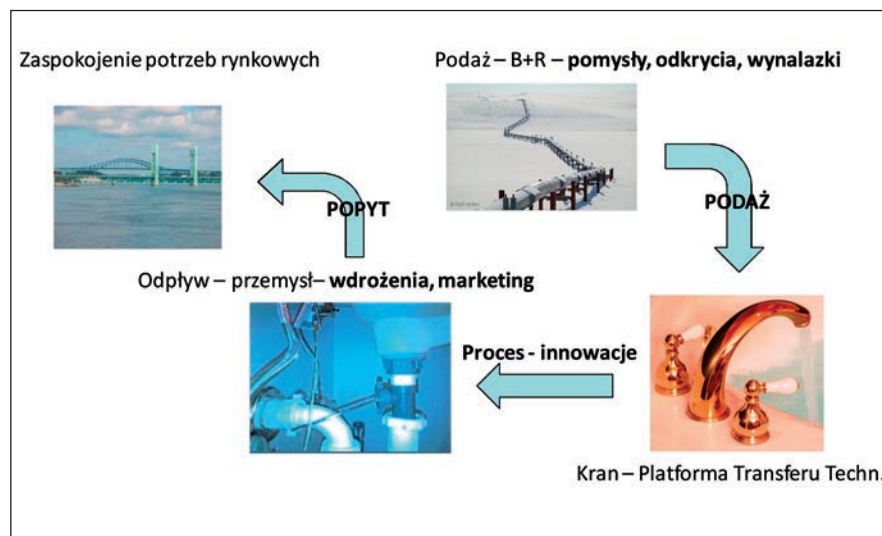 Zaspokojenie potrzeb rynkowych
Podaż – B+R – pomysły, odkrycia, wynalazki
POPYT
PODAŻ
Odpływ – przemysł– wdrożenia, marketing
Proces - innowacje
Kran – Platforma Transferu Techn.